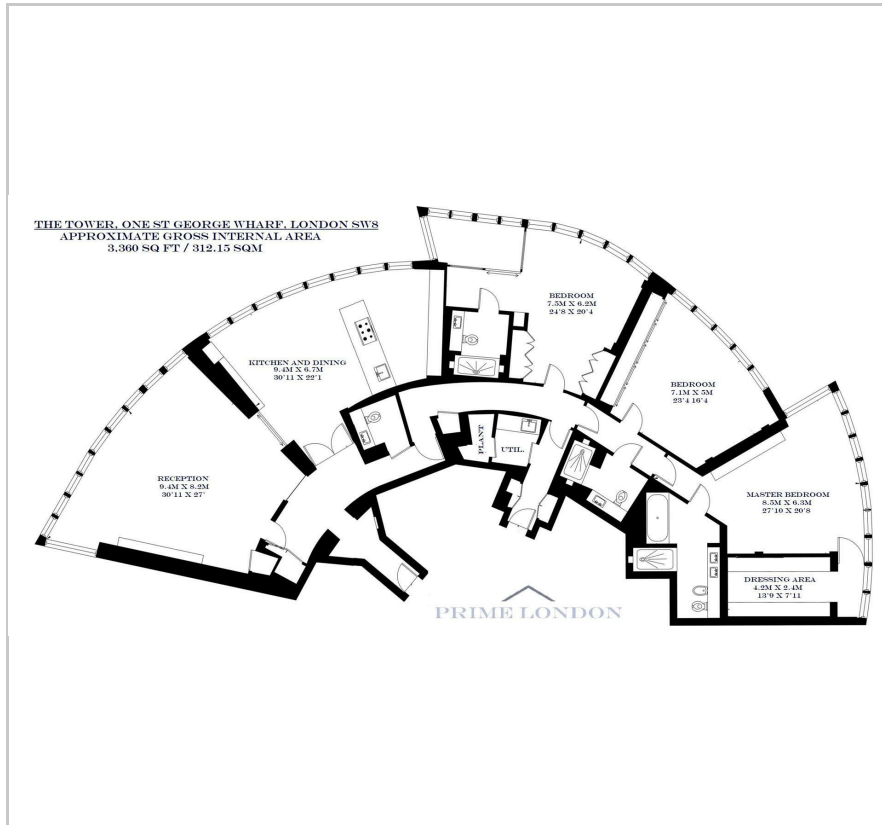 THE TOWER, ONE ST GEORGE WHARF, LONDON SW8
APPROXIMATE GROSS INTERNAL AREA
3,360 SQ FT / 312.15 SQM
BEDROOM
7.5M X 6.2M
24'8 X 20'4
KITCHEN AND DINING
9.4M X 6.7M
30'11 X 22'1
BEDROOM
7.1M X 5M
23'4 16'4
RECEPTION
9.4M X 8.2M
30'11 X 27'
PLANT
UTIL.
MASTER BEDROOM
8.5M X 6.3M
27'10 X 20'8
DRESSING AREA
4.2M X 2.4M
13'9 X 7'11
PRIME LONDON